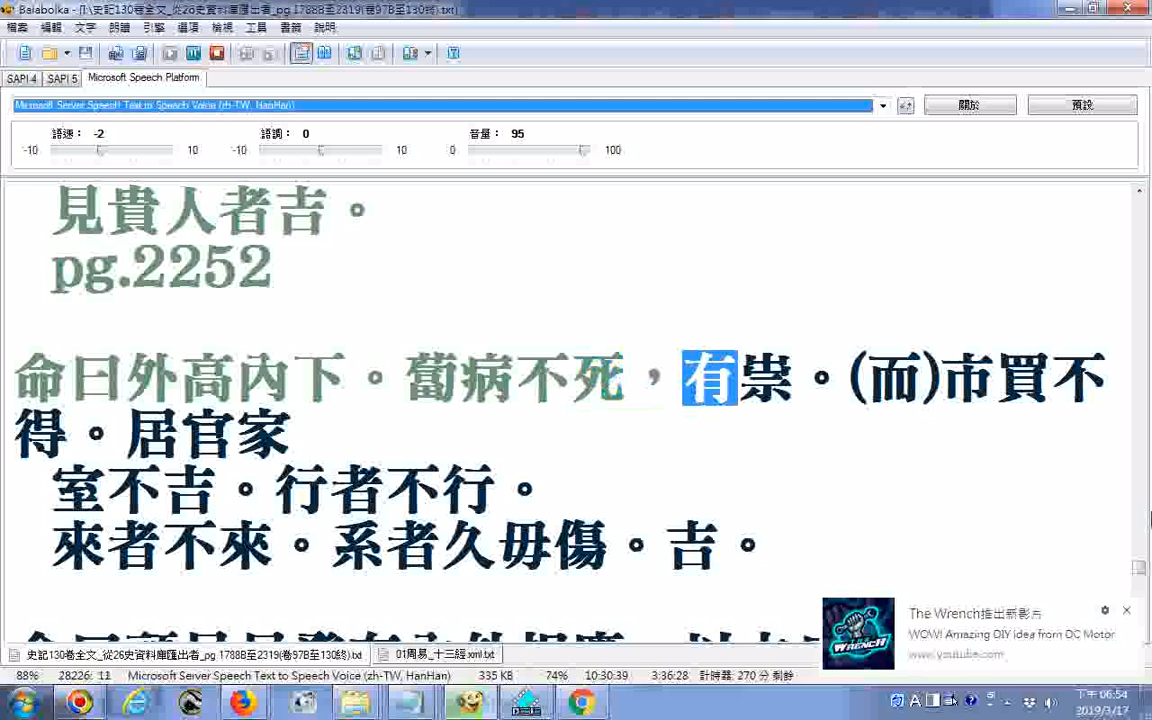 Balabolka - [I:\史記130卷全文_從26史資料庫匯出者_pg 1788B至2319(卷97B至130終).txt]
檔案 編輯 文字 朗讀 引擎 選項 檢視 工具 書籤 說明
SAPI 4 SAPI 5 Microsoft Speech Platform
Microsoft Server Speech Text to Speech Voice (zh-TW, HanHan)
關於 預設
語速： -2 語調： 0 音量： 95
-10 10 -10 10 0 100
見貴人者吉。
pg.2252
命曰外高內下。蔔病不死，有祟。(而)市買不
得。居官家
室不吉。行者不行。
來者不來。系者久毋傷。吉。
The Wrench推出新影片
WOW! Amazing DIY idea from DC Motor
www.youtube.com
史記130卷全文_從26史資料庫匯出者_pg 1788B至2319(卷97B至130終).txt 01周易_十三經.xml.txt
88% 28226: 11 Microsoft Server Speech Text to Speech Voice (zh-TW, HanHan) 335 KB 74% 10:30:39 3:36:28 計時器: 270 分 剩餘
下午 06:54
2019/3/17